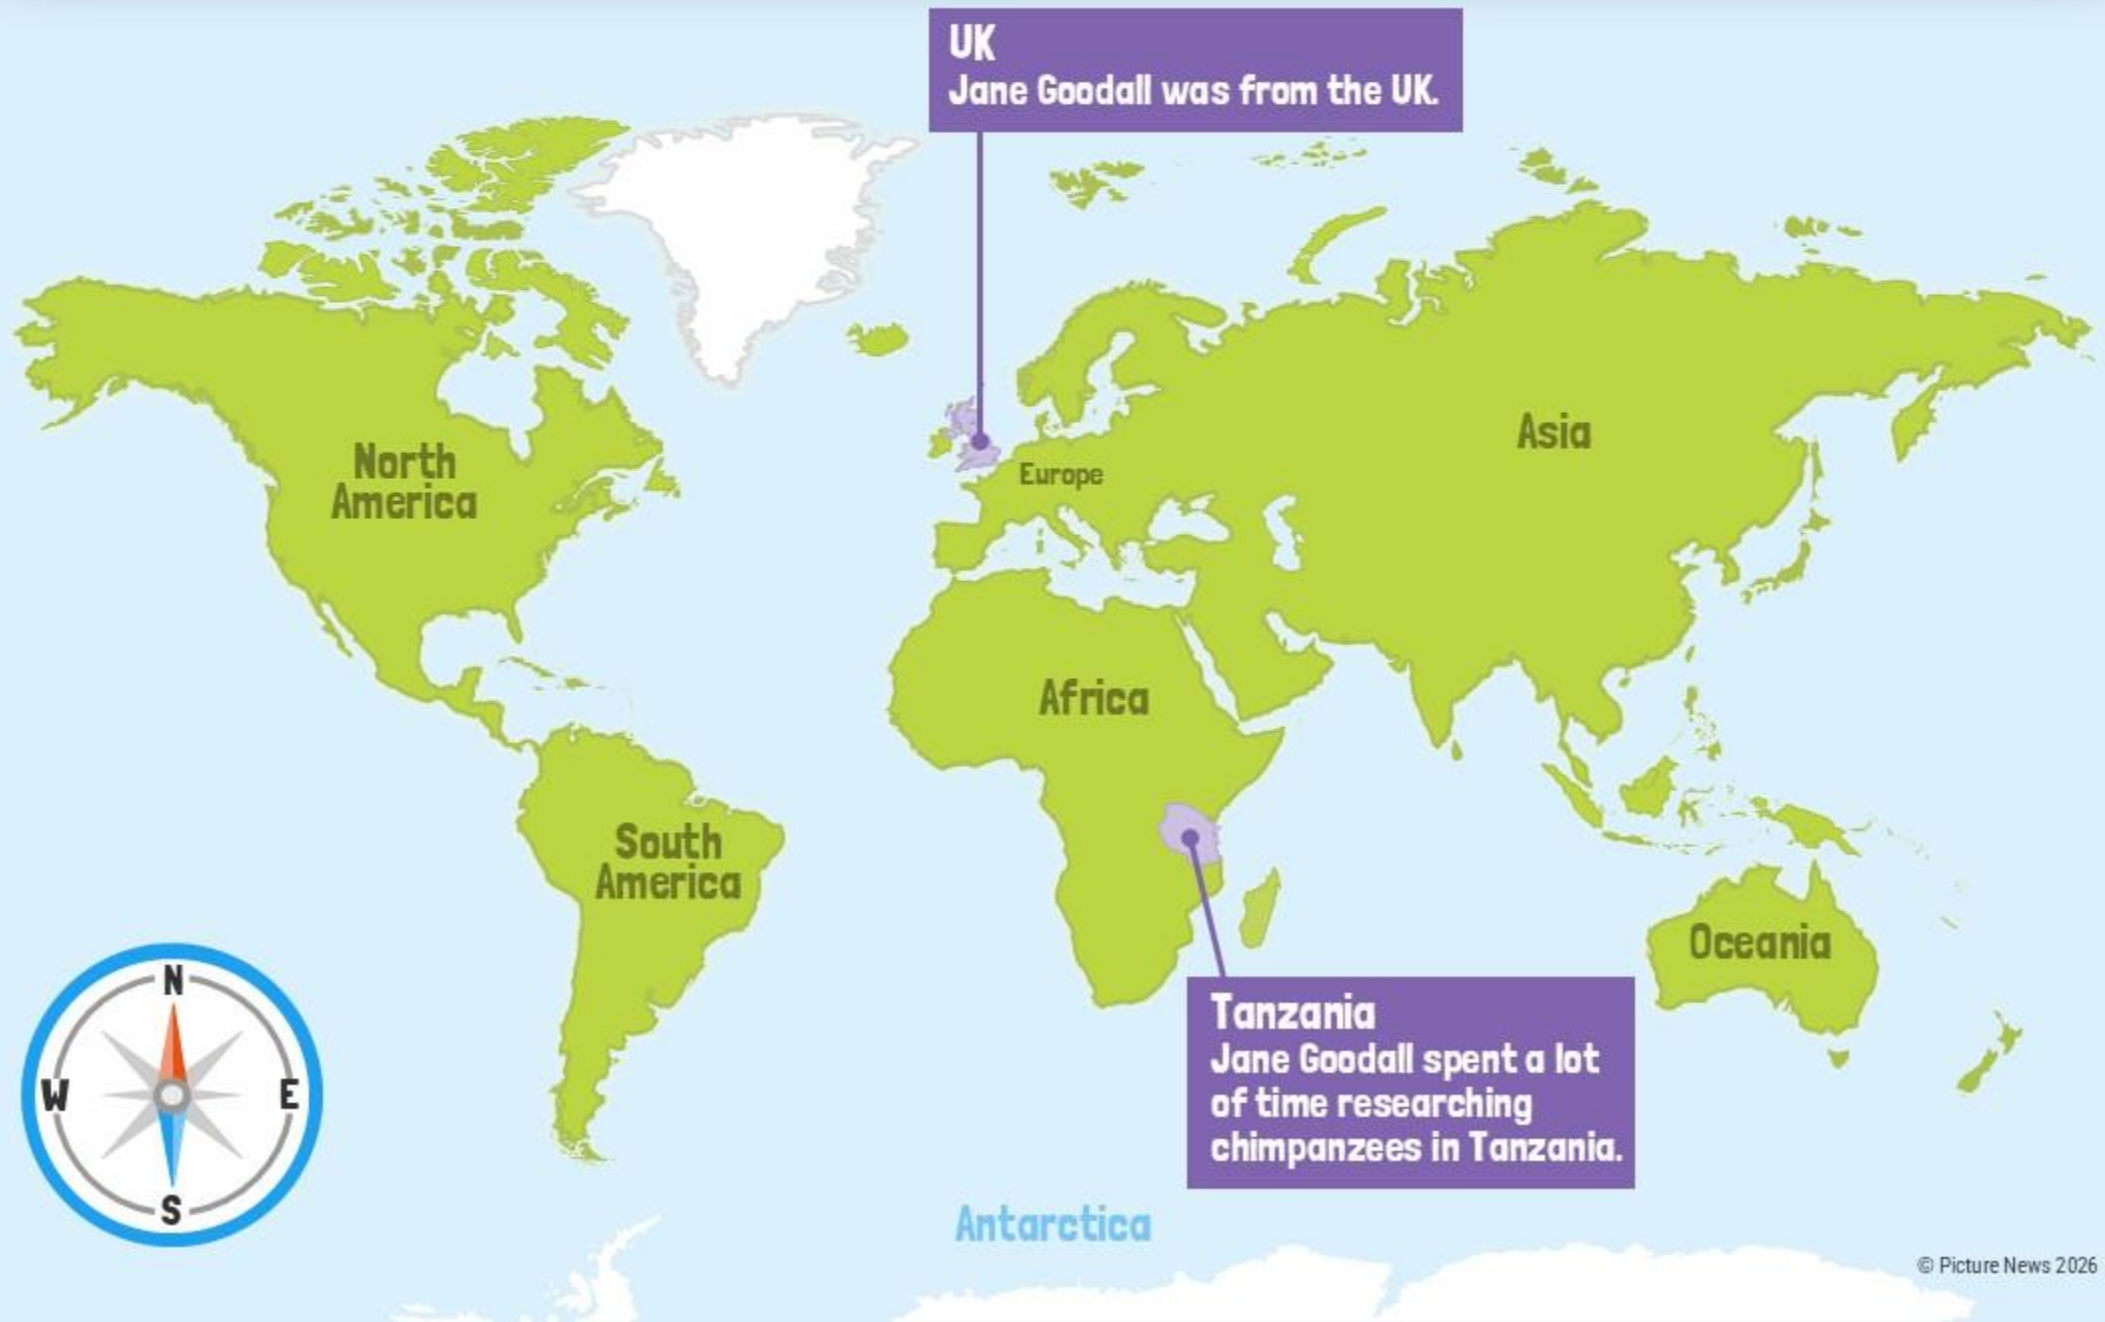 UK
Jane Goodall was from the UK.
North
America
Europe
Asia
Africa
South
America
Oceania
N
W
E
S
Tanzania
Jane Goodall spent a lot
of time researching
chimpanzees in Tanzania.
Antarctica
© Picture News 2026